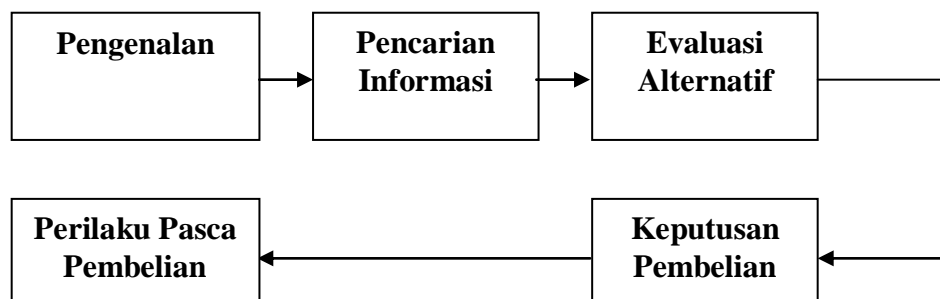 Pengenalan
Pencarian
Informasi
Evaluasi
Alternatif
Perilaku Pasca
Pembelian
Keputusan
Pembelian